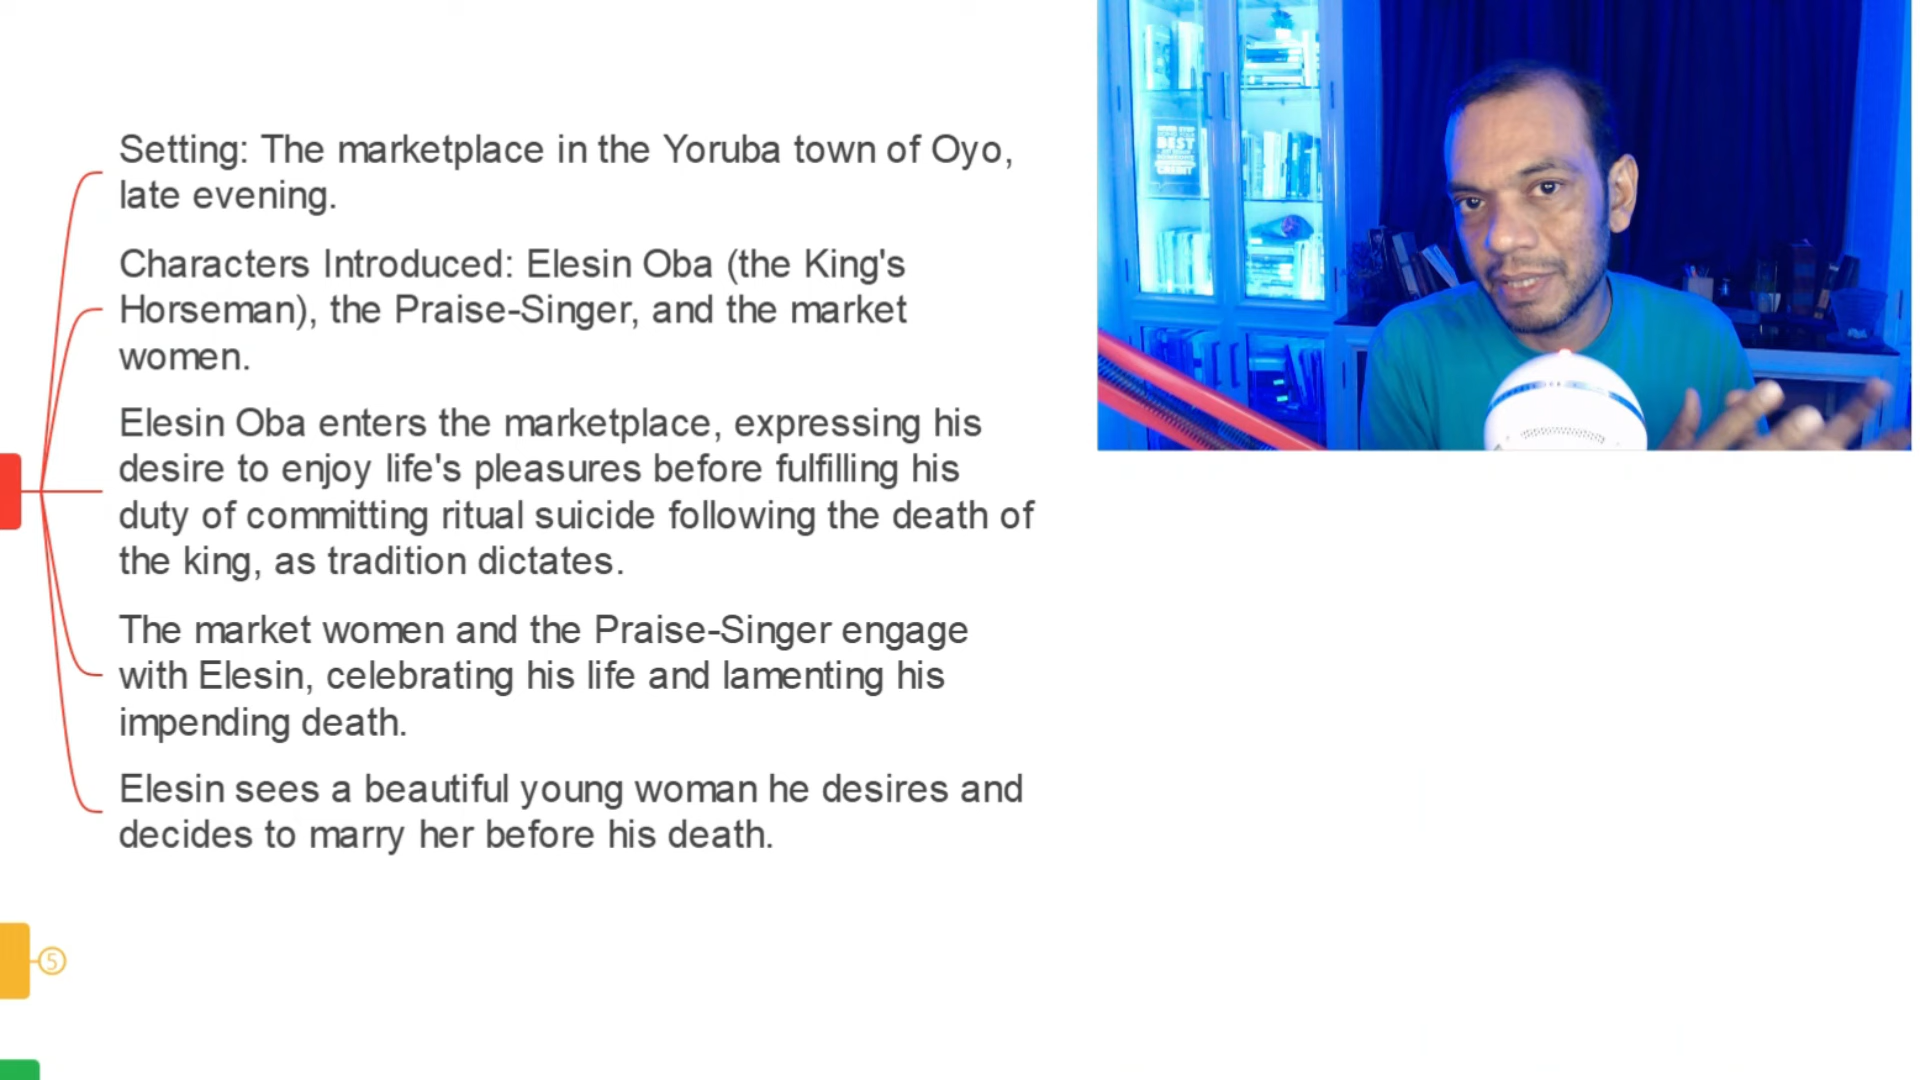 Setting: The marketplace in the Yoruba town of Oyo,
late evening.
Characters Introduced: Elesin Oba (the King's
Horseman), the Praise-Singer, and the market
women.
Elesin Oba enters the marketplace, expressing his
desire to enjoy life's pleasures before fulfilling his
duty of committing ritual suicide following the death of
the king, as tradition dictates.
The market women and the Praise-Singer engage
with Elesin, celebrating his life and lamenting his
impending death.
Elesin sees a beautiful young woman he desires and
decides to marry her before his death.
5
BEST
CREDIT